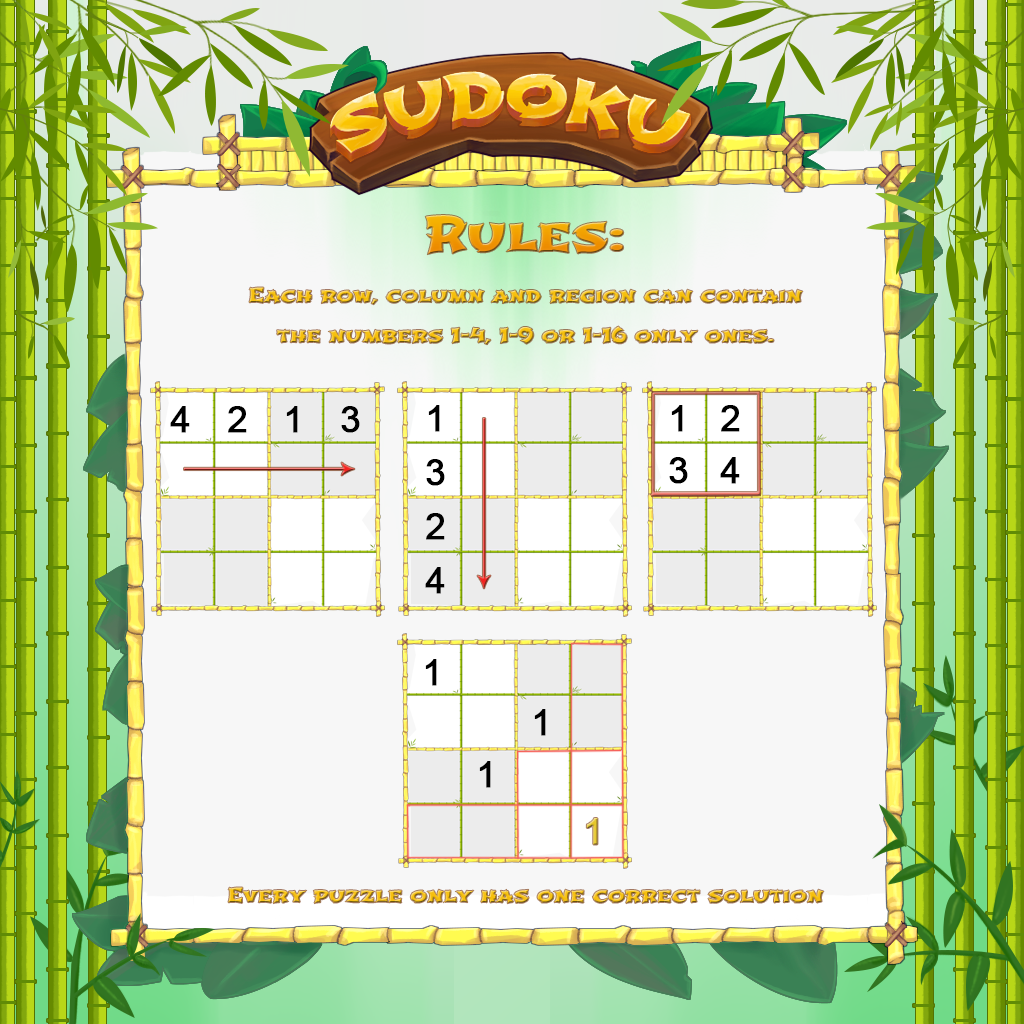 SUDOKU
RULES:
EACH ROW, COLUMN AND REGION CAN CONTAIN
THE NUMBERS 1-4, 1-9 OR 1-16 ONLY ONES.
4 2 1 3
1
3
2
4
1 2
3 4
1
1
1
1
EVERY PUZZLE ONLY HAS ONE CORRECT SOLUTION